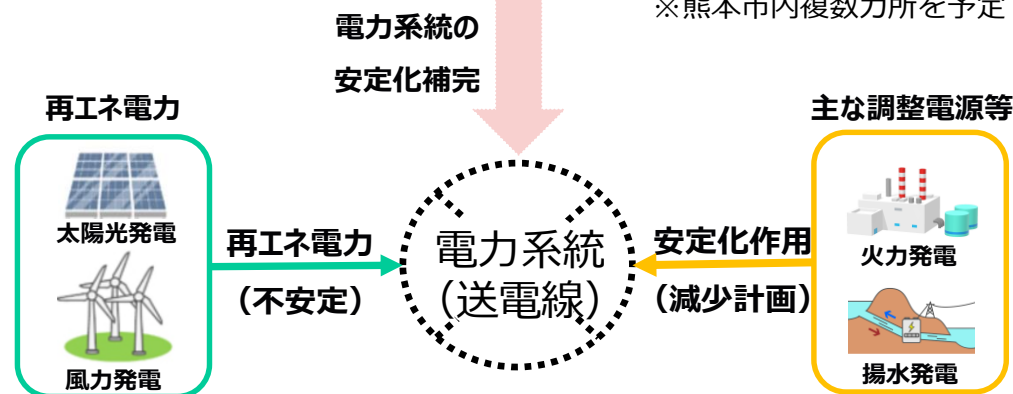 ※熊本市内複数カ所を予定
電力系統の
安定化補完
再エネ電力
太陽光発電
風力発電
再エネ電力
（不安定）
電力系統
（送電線）
安定化作用
（減少計画）
主な調整電源等
火力発電
揚水発電